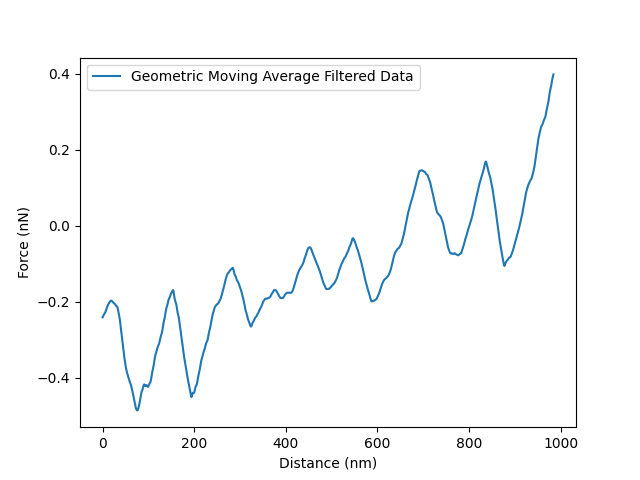 Geometric Moving Average Filtered Data
0.4
0.2
0.0
−0.2
−0.4
Force (nN)
0 200 400 600 800 1000
Distance (nm)